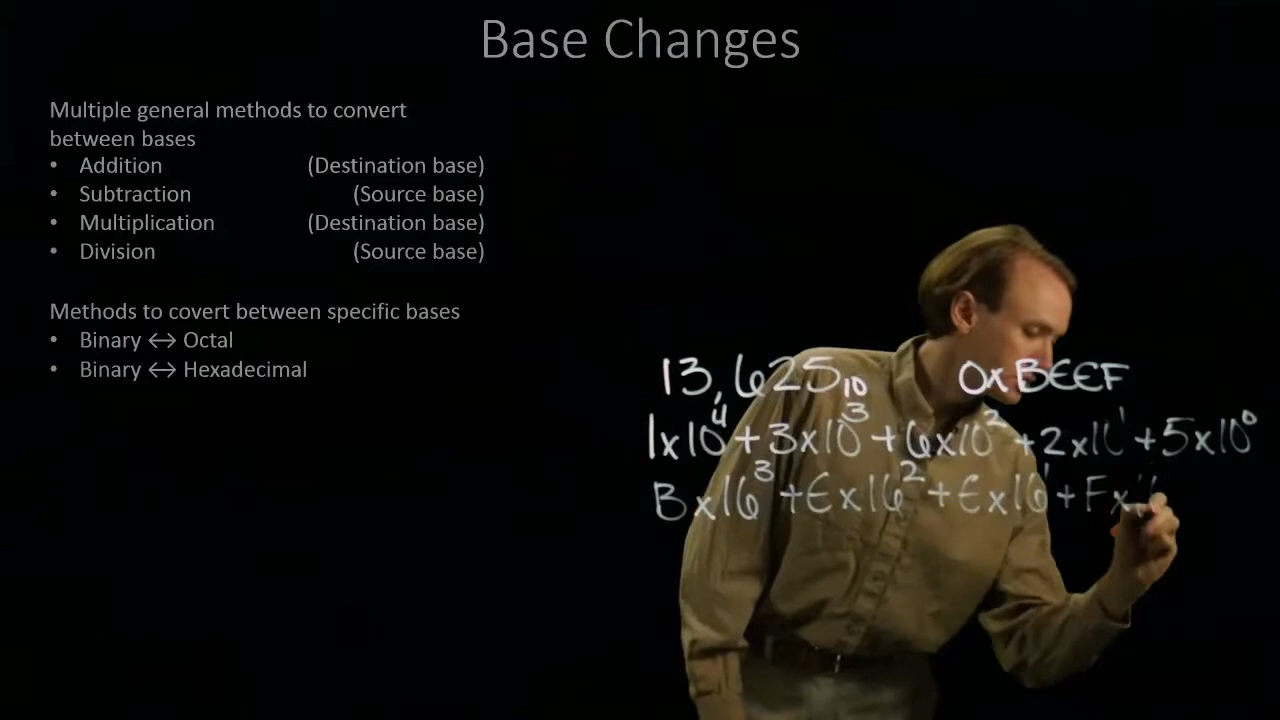 Base Changes
Multiple general methods to convert
between bases
• Addition (Destination base)
• Subtraction (Source base)
• Multiplication (Destination base)
• Division (Source base)
Methods to covert between specific bases
• Binary ↔ Octal
• Binary ↔ Hexadecimal
13,625₁₀ 0xBEEF
1x10⁴+3x10³+6x10²+2x10¹+5x10⁰
Bx16³+Ex16²+Ex16¹+Fx1